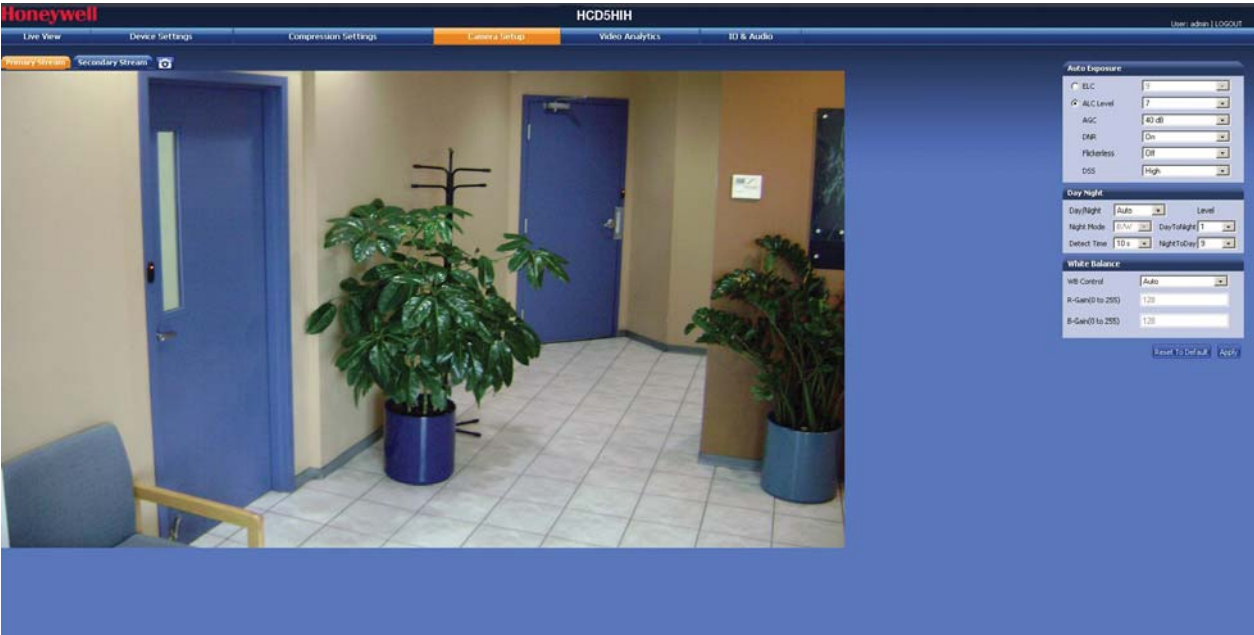 Honeywell
HCD5HIH
User: admin | LOGOUT
Live View Device Settings Compression Settings Camera Setup Video Analytics IO & Audio
Primary Stream Secondary Stream
Auto Exposure
ELC 9
ALC Level 7
AGC 40 dB
DNR On
Flickerless Off
DSS High
Day Night
Day/Night Auto Level
Night Mode B/W DayToNight 1
Detect Time 10 s NightToDay 9
White Balance
WB Control Auto
R-Gain(0 to 255) 128
B-Gain(0 to 255) 128
Reset To Default Apply